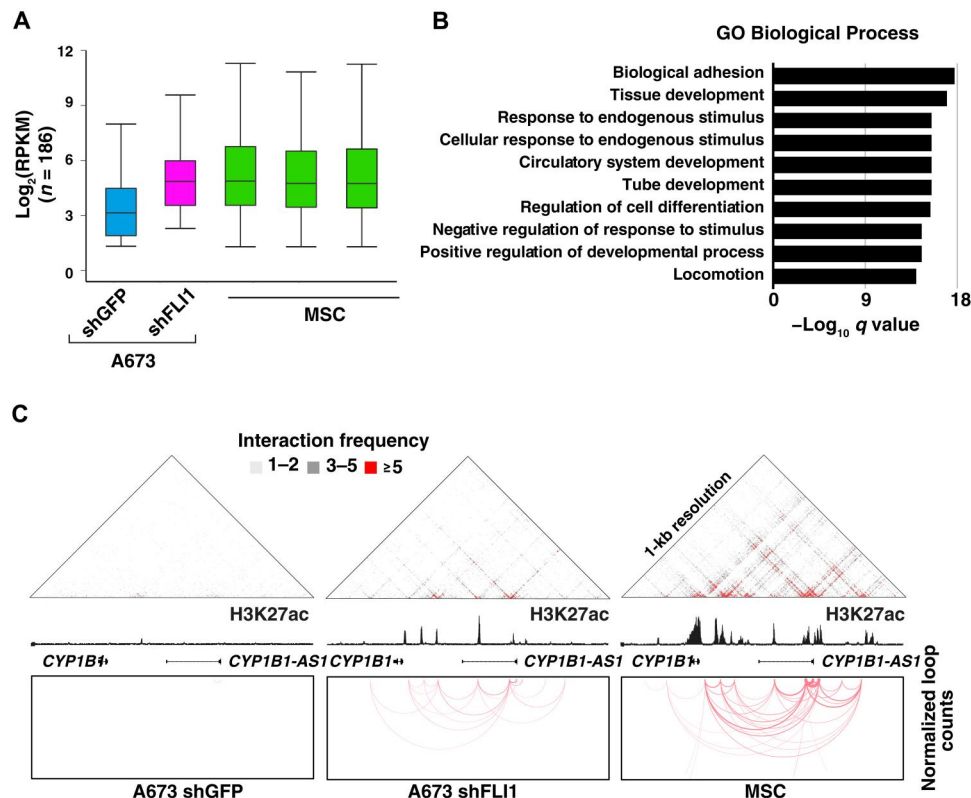 A
Log2(RPKM)
(n = 186)
12
9
6
3
0
shGFP
shFLI1
MSC
A673
B
GO Biological Process
Biological adhesion
Tissue development
Response to endogenous stimulus
Cellular response to endogenous stimulus
Circulatory system development
Tube development
Regulation of cell differentiation
Negative regulation of response to stimulus
Positive regulation of developmental process
Locomotion
0 9 18
–Log10 q value
C
Interaction frequency
1–2 3–5 ≥5
1-kb resolution
H3K27ac H3K27ac H3K27ac
CYP1B1 CYP1B1-AS1 CYP1B1 CYP1B1-AS1 CYP1B1 CYP1B1-AS1
Normalized loop
counts
A673 shGFP A673 shFLI1 MSC